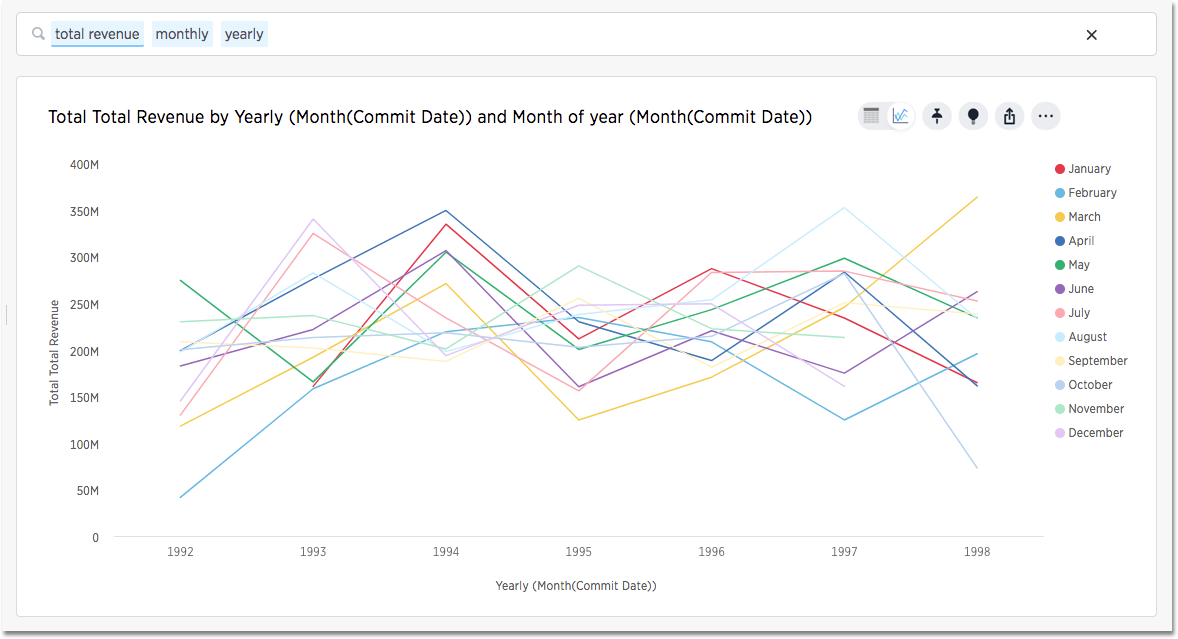 total revenue monthly yearly
Total Total Revenue by Yearly (Month(Commit Date)) and Month of year (Month(Commit Date))
400M
350M
300M
250M
200M
150M
100M
50M
0
Total Total Revenue
1992 1993 1994 1995 1996 1997 1998
Yearly (Month(Commit Date))
January
February
March
April
May
June
July
August
September
October
November
December